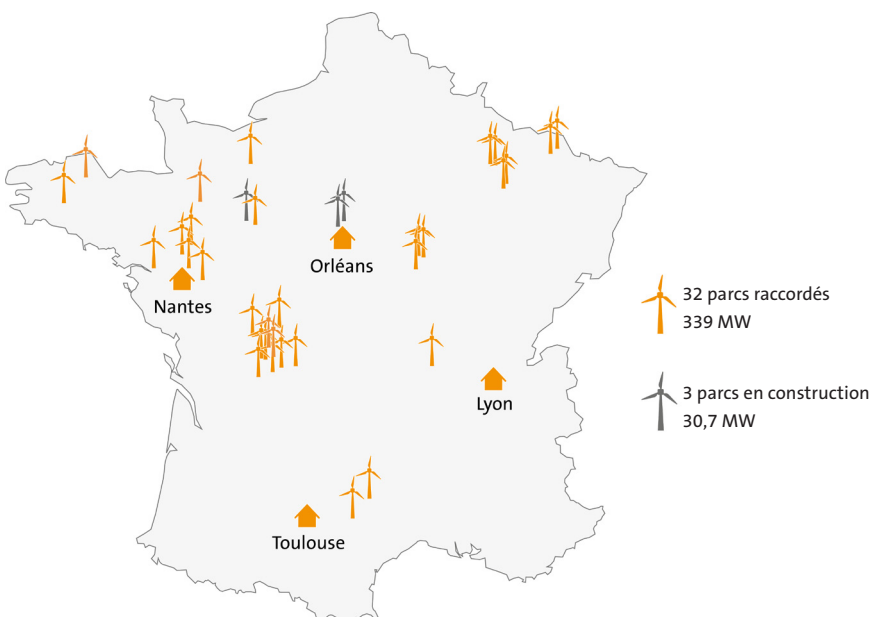 Orléans
Nantes
32 parcs raccordés
339 MW
Lyon
3 parcs en construction
30,7 MW
Toulouse